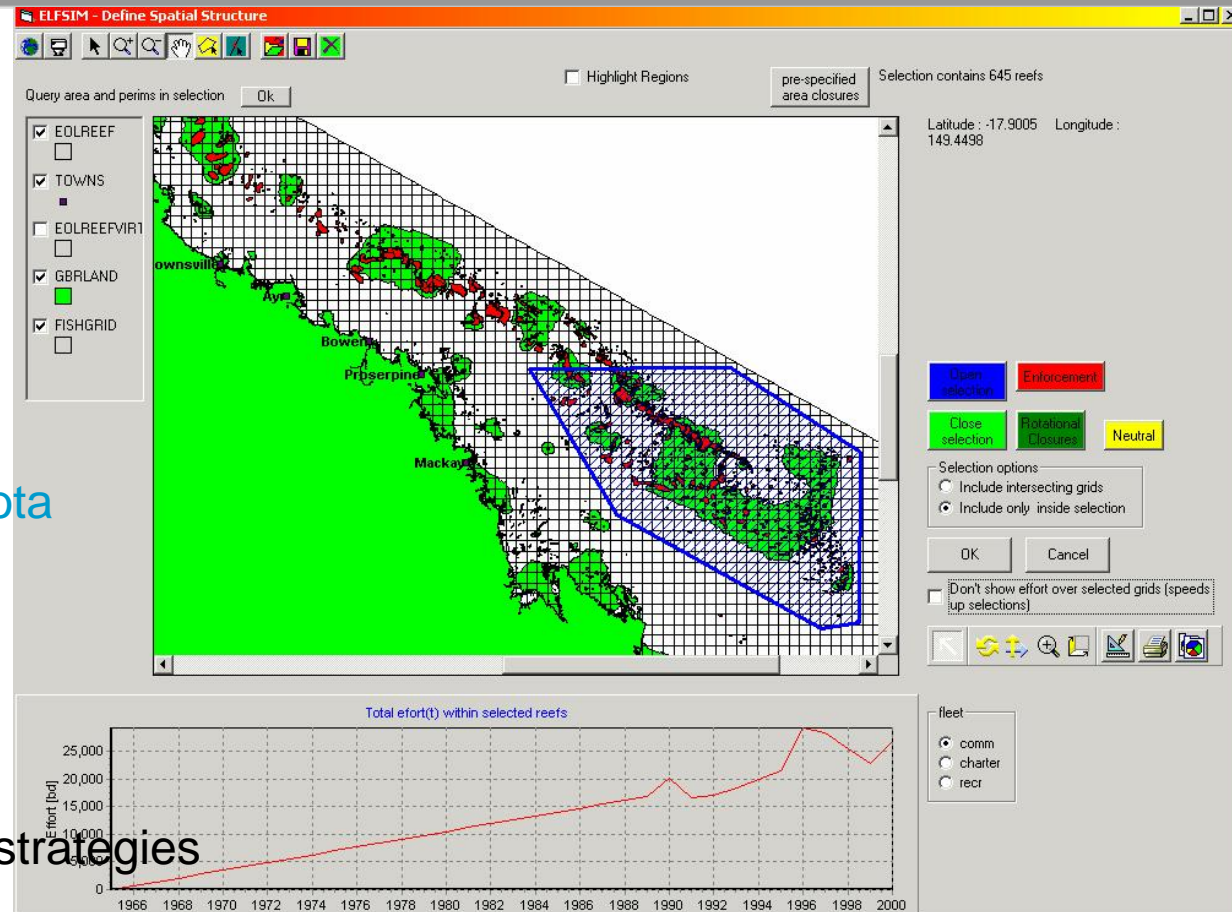 ELFSIM - Define Spatial Structure
Highlight Regions
pre-specified
area closures
Selection contains 645 reefs
Query area and perims in selection
Ok
EOLREEF
TOWNS
EOLREEFVIRT
GBRLAND
FISHGRID
Latitude : -17.9005 Longitude :
149.4498
ownsville
Ayr
Bowen
Proserpine
Mackay
Open
selection
Enforcement
Close
selection
Rotational
Closures
Neutral
Selection options
Include intersecting grids
Include only inside selection
OK
Cancel
Don't show effort over selected grids (speeds
up selections)
ota
strategies
Total efort(t) within selected reefs
Effort [bd]
25,000
20,000
15,000
10,000
5,000
0
1966 1968 1970 1972 1974 1976 1978 1980 1982 1984 1986 1988 1990 1992 1994 1996 1998 2000
fleet
comm
charter
recr